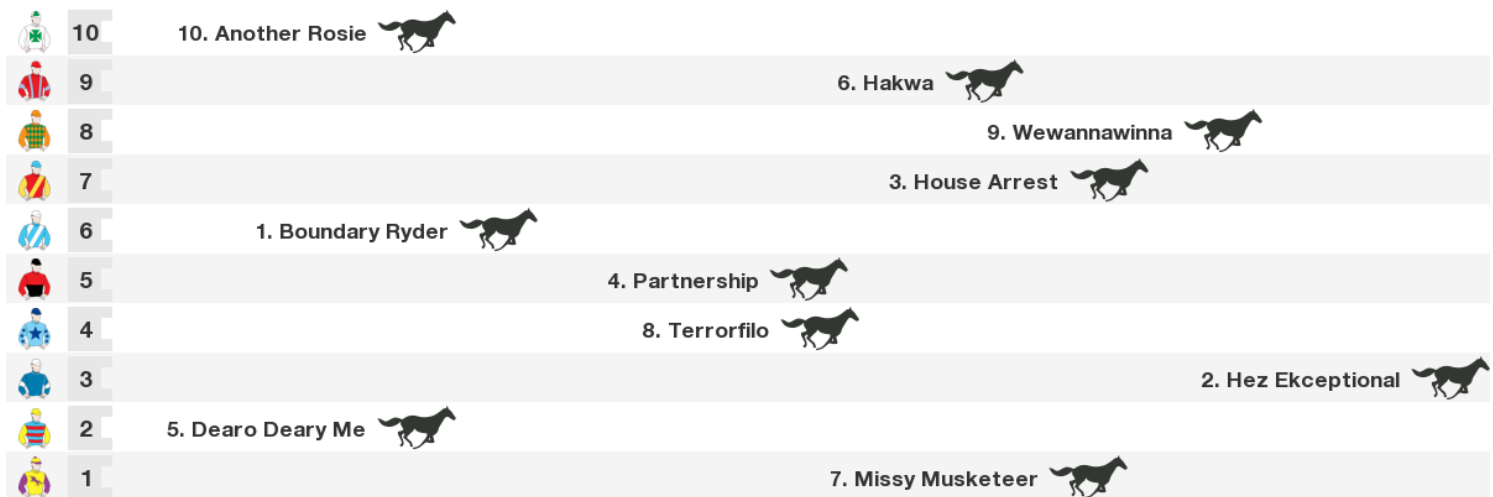 10 10. Another Rosie
9 6. Hakwa
8 9. Wewannawinna
7 3. House Arrest
6 1. Boundary Ryder
5 4. Partnership
4 8. Terrorfilo
3 2. Hez Ekceptional
2 5. Dearo Deary Me
1 7. Missy Musketeer